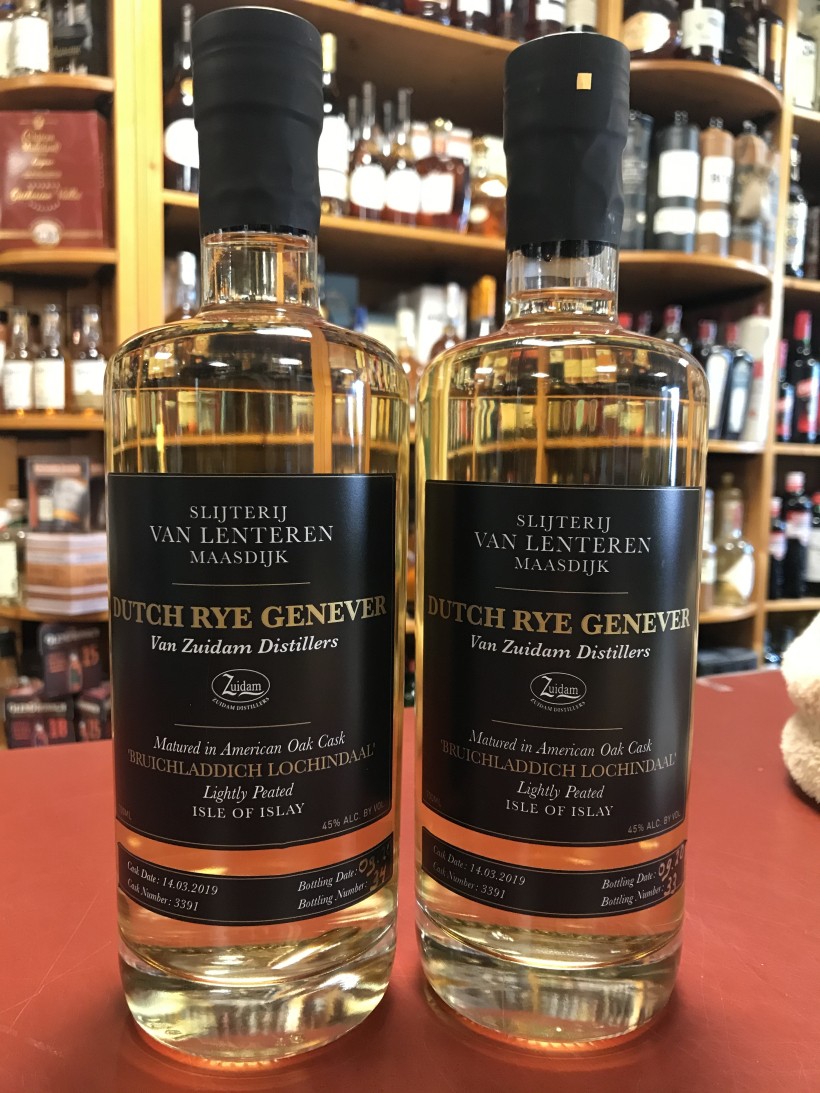 SLIJTERIJ
VAN LENTEREN
MAASDIJK
DUTCH RYE GENEVER
Van Zuidam Distillers
Zuidam
ZUIDAM DISTILLERS
Matured in American Oak Cask
'BRUICHLADDICH LOCHINDAAL'
Lightly Peated
ISLE OF ISLAY
45% ALC. BY VOL
Cask Date: 14.03.2019
Cask Number: 3391
Bottling Date:
Bottling Number: 34
SLIJTERIJ
VAN LENTEREN
MAASDIJK
DUTCH RYE GENEVER
Van Zuidam Distillers
Zuidam
ZUIDAM DISTILLERS
Matured in American Oak Cask
'BRUICHLADDICH LOCHINDAAL'
Lightly Peated
ISLE OF ISLAY
45% ALC. BY VOL
Cask Date: 14.03.2019
Cask Number: 3391
Bottling Date:
Bottling Number: 33
18
15